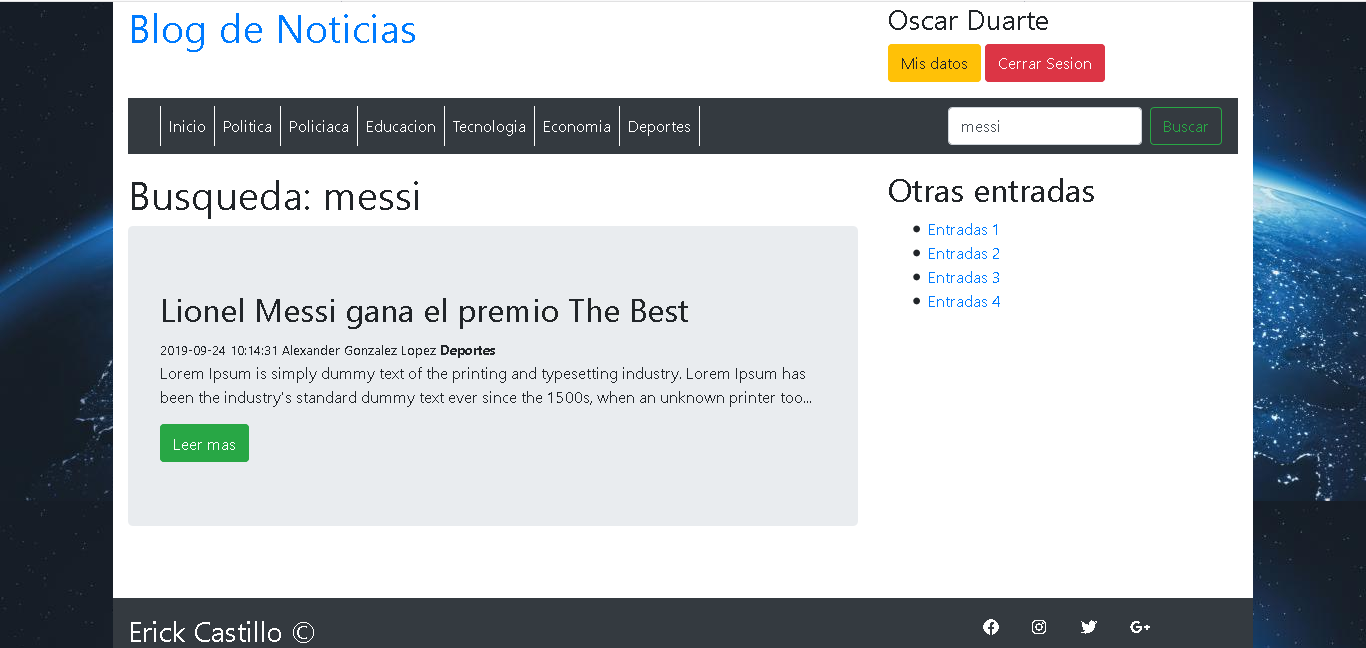 Blog de Noticias
Oscar Duarte
Mis datos Cerrar Sesion
Inicio Politica Policiaca Educacion Tecnologia Economia Deportes messi Buscar
Busqueda: messi
Lionel Messi gana el premio The Best
2019-09-24 10:14:31 Alexander Gonzalez Lopez Deportes
Lorem Ipsum is simply dummy text of the printing and typesetting industry. Lorem Ipsum has
been the industry's standard dummy text ever since the 1500s, when an unknown printer too...
Leer mas
Otras entradas
Entradas 1
Entradas 2
Entradas 3
Entradas 4
Erick Castillo ©